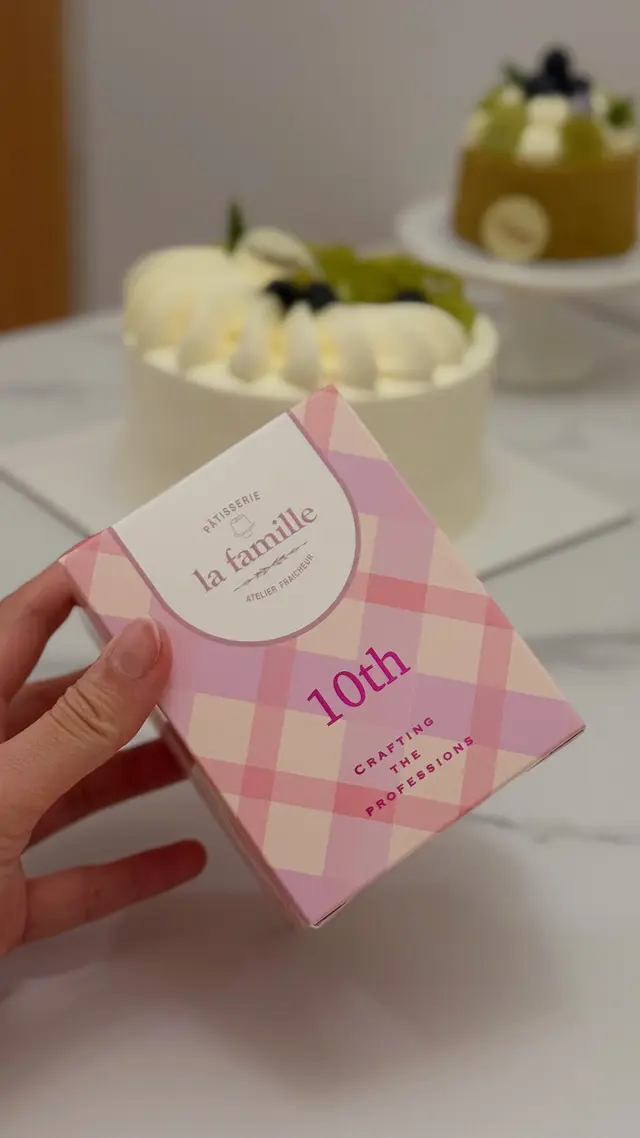 PÂTISSERIE
la famille
ATELIER FRAICHEUR
10th
CRAFTING
THE
PROFESSIONS